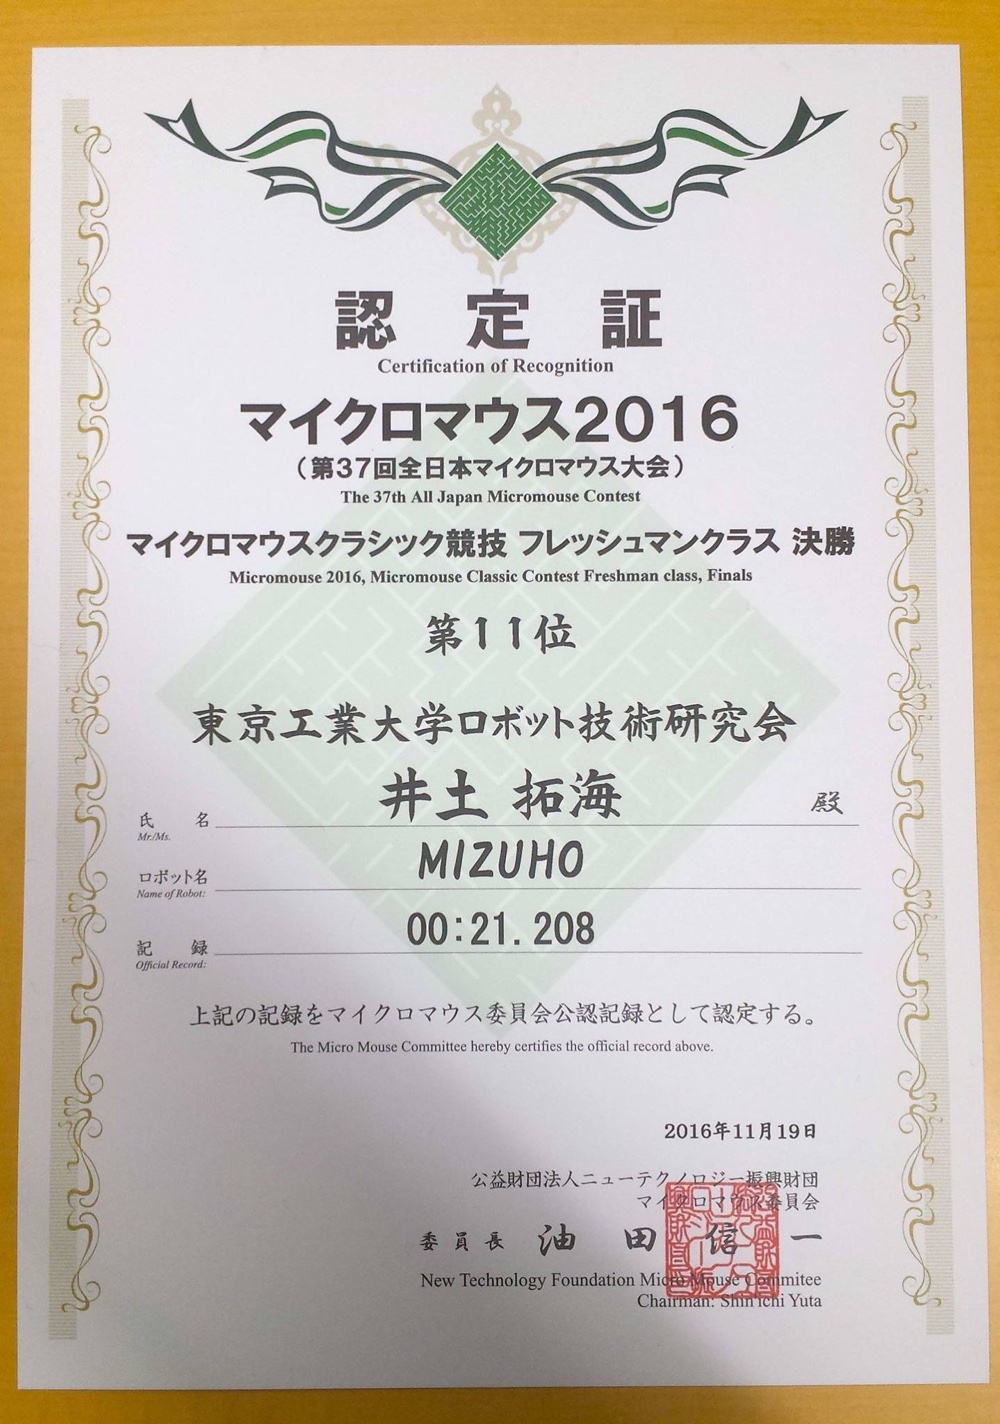 認定証
Certification of Recognition
マイクロマウス2016
（第37回全日本マイクロマウス大会）
The 37th All Japan Micromouse Contest
マイクロマウスクラシック競技 フレッシュマンクラス 決勝
Micromouse 2016, Micromouse Classic Contest Freshman class, Finals
第11位
東京工業大学ロボット技術研究会
氏名 井土 拓海 殿
Mr./Ms.
ロボット名 MIZUHO
Name of Robot:
記録 00:21.208
Official Record:
上記の記録をマイクロマウス委員会公認記録として認定する。
The Micro Mouse Committee hereby certifies the official record above.
2016年11月19日
公益財団法人ニューテクノロジー振興財団
マイクロマウス委員会
委員長 油田信一
New Technology Foundation Micro Mouse Committee
Chairman: Shin'ichi Yuta